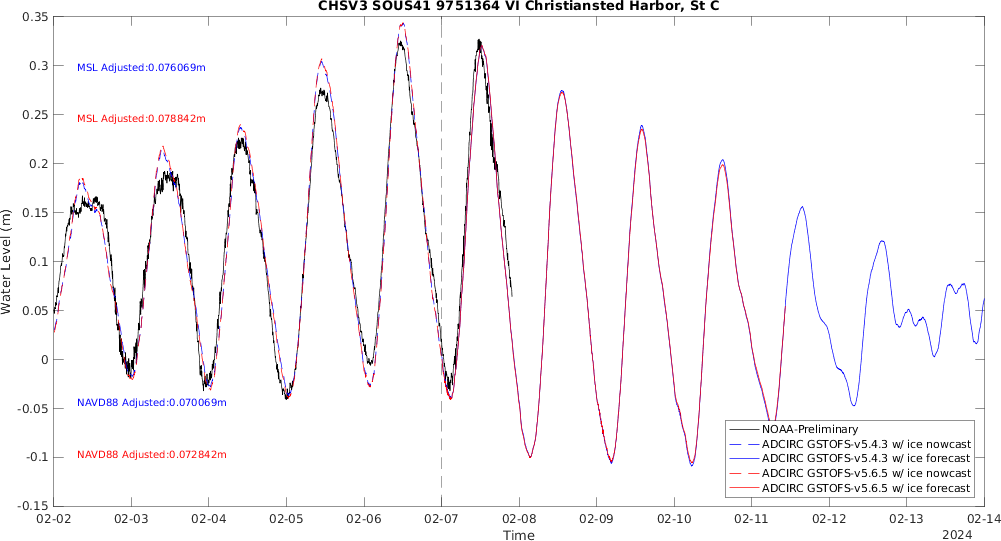 CHSV3 SOUS41 9751364 VI Christiansted Harbor, St C
0.35
0.3
0.25
0.2
0.15
0.1
0.05
0
-0.05
-0.1
-0.15
Water Level (m)
MSL Adjusted:0.076069m
MSL Adjusted:0.078842m
NAVD88 Adjusted:0.070069m
NAVD88 Adjusted:0.072842m
NOAA-Preliminary
ADCIRC GSTOFS-v5.4.3 w/ ice nowcast
ADCIRC GSTOFS-v5.4.3 w/ ice forecast
ADCIRC GSTOFS-v5.6.5 w/ ice nowcast
ADCIRC GSTOFS-v5.6.5 w/ ice forecast
02-02 02-03 02-04 02-05 02-06 02-07 02-08 02-09 02-10 02-11 02-12 02-13 02-14
Time
2024